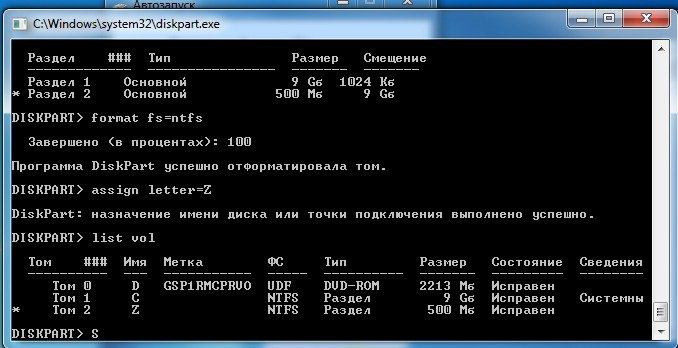 Автозапуск
C:\Windows\system32\diskpart.exe
Раздел ### Тип Размер Смещение
Раздел 1 Основной 9 Gб 1024 Кб
* Раздел 2 Основной 500 Мб 9 Gб
DISKPART> format fs=ntfs
Завершено (в процентах): 100
Программа DiskPart успешно отформатировала том.
DISKPART> assign letter=Z
DiskPart: назначение имени диска или точки подключения выполнено успешно.
DISKPART> list vol
Том ### Имя Метка ФС Тип Размер Состояние Сведения
Том 0 D GSP1RMCPRVO UDF DVD-ROM 2213 Мб Исправен
Том 1 C NTFS Раздел 9 Gб Исправен Системны
* Том 2 Z NTFS Раздел 500 Мб Исправен
DISKPART> S